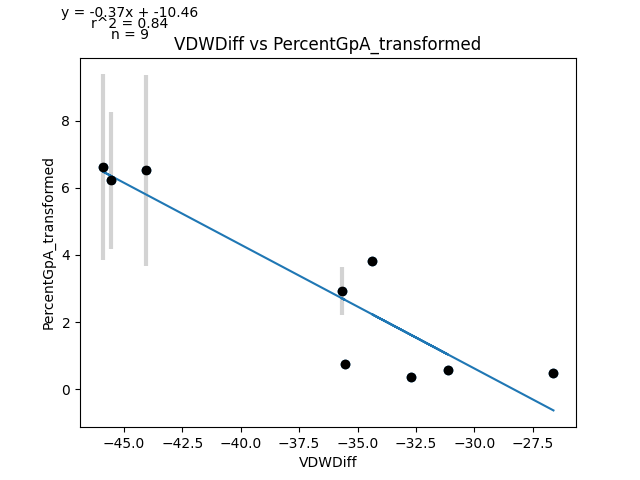 y = -0.37x + -10.46
r^2 = 0.84
n = 9
VDWDiff vs PercentGpA_transformed
PercentGpA_transformed
8
6
4
2
0
−45.0 −42.5 −40.0 −37.5 −35.0 −32.5 −30.0 −27.5
VDWDiff